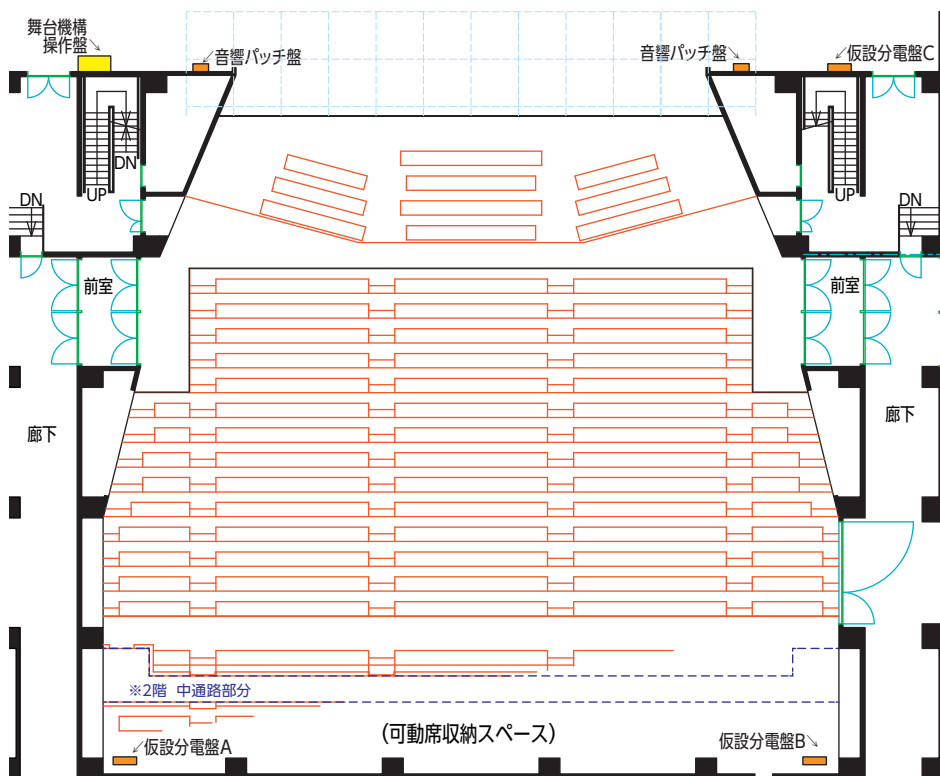 舞台機構
操作盤
音響パッチ盤
音響パッチ盤
仮設分電盤C
DN
UP
DN
UP
DN
DN
前室
前室
廊下
廊下
※2階 中通路部分
(可動席収納スペース)
仮設分電盤A
仮設分電盤B